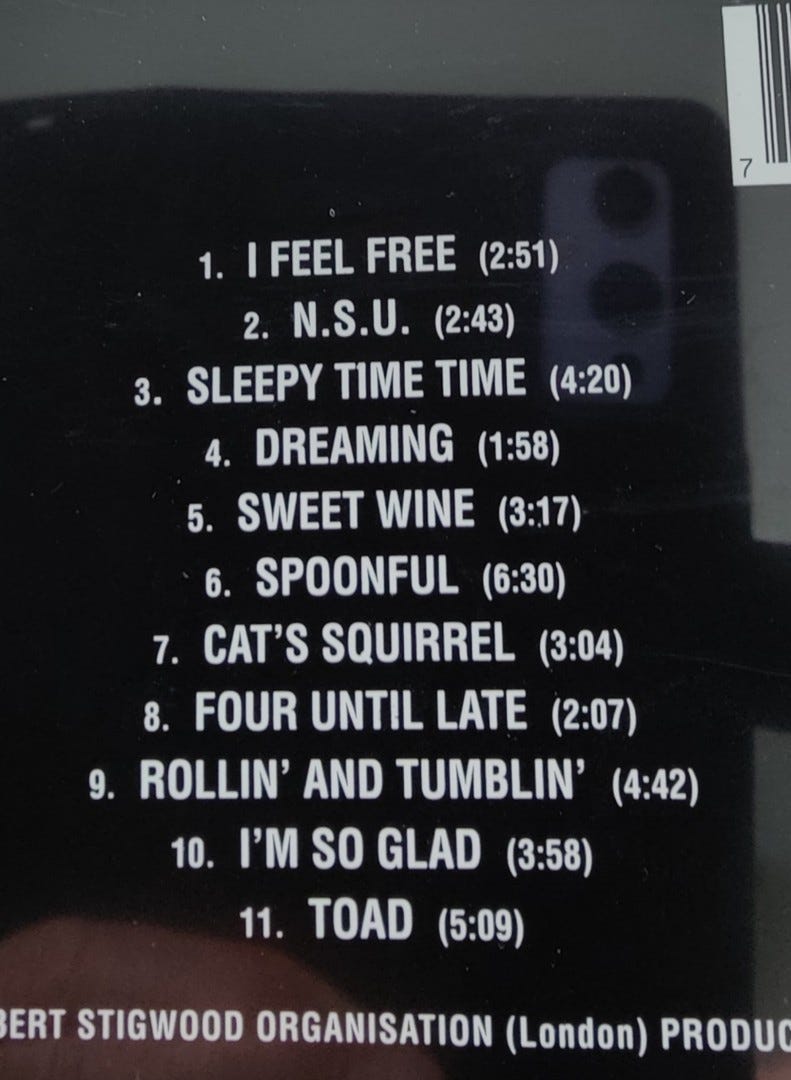 7
1. I FEEL FREE (2:51)
2. N.S.U. (2:43)
3. SLEEPY TIME TIME (4:20)
4. DREAMING (1:58)
5. SWEET WINE (3:17)
6. SPOONFUL (6:30)
7. CAT'S SQUIRREL (3:04)
8. FOUR UNTIL LATE (2:07)
9. ROLLIN' AND TUMBLIN' (4:42)
10. I'M SO GLAD (3:58)
11. TOAD (5:09)
BERT STIGWOOD ORGANISATION (London) PRODUC